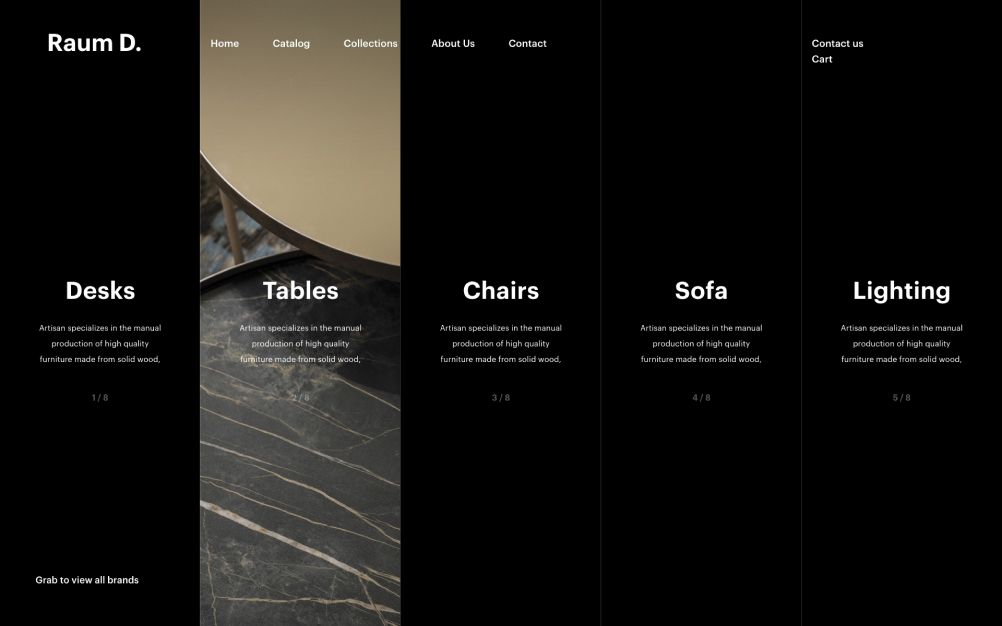 Raum D.
Home
Catalog
Collections
About Us
Contact
Contact us
Cart
Desks
Artisan specializes in the manual
production of high quality
furniture made from solid wood,
1 / 8
Tables
Artisan specializes in the manual
production of high quality
furniture made from solid wood,
2 / 8
Chairs
Artisan specializes in the manual
production of high quality
furniture made from solid wood,
3 / 8
Sofa
Artisan specializes in the manual
production of high quality
furniture made from solid wood,
4 / 8
Lighting
Artisan specializes in the manual
production of high quality
furniture made from solid wood,
5 / 8
Grab to view all brands